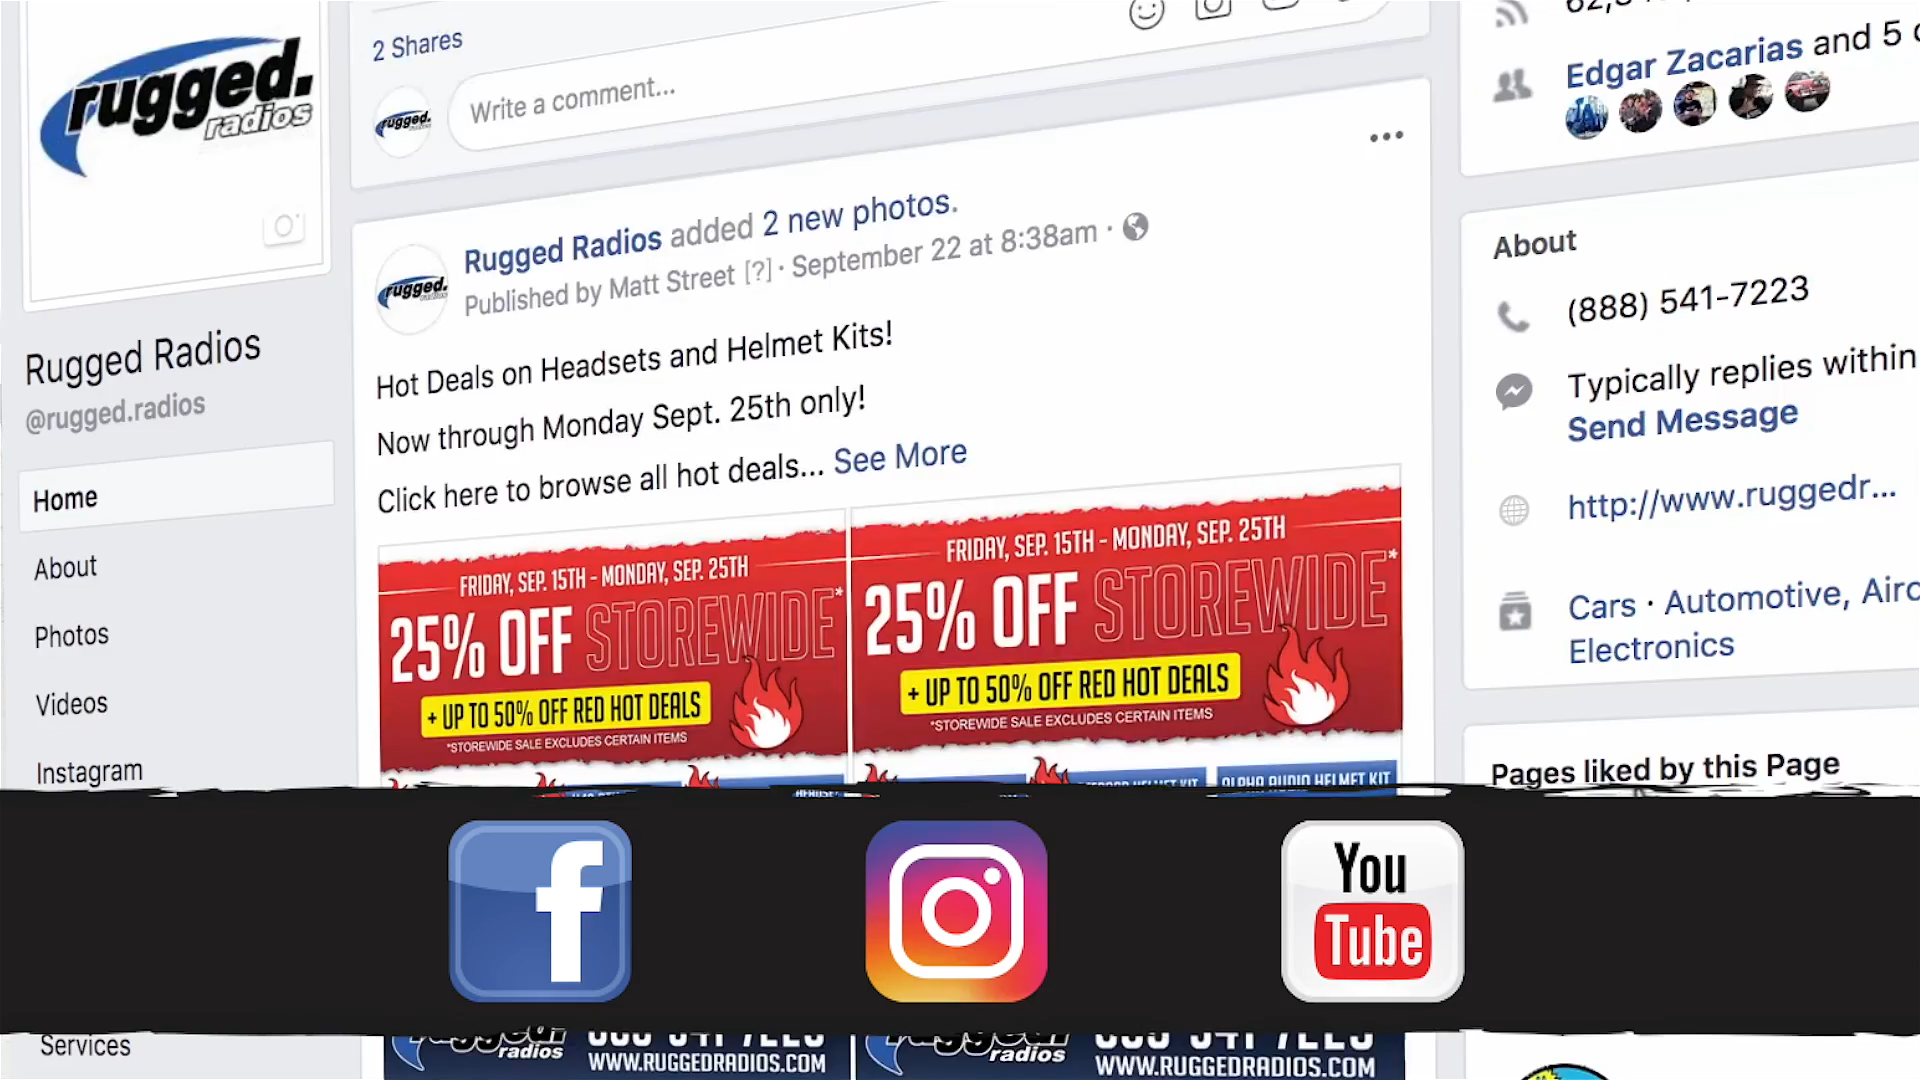 rugged.
radios
Rugged Radios
@rugged.radios
Home
About
Photos
Videos
Instagram
Services
2 Shares
rugged.
Write a comment...
rugged.
radios
Rugged Radios added 2 new photos.
Published by Matt Street [?] · September 22 at 8:38am ·
Hot Deals on Headsets and Helmet Kits!
Now through Monday Sept. 25th only!
Click here to browse all hot deals... See More
FRIDAY, SEP. 15TH - MONDAY, SEP. 25TH
25% OFF STOREWIDE*
+ UP TO 50% OFF RED HOT DEALS
*STOREWIDE SALE EXCLUDES CERTAIN ITEMS
FRIDAY, SEP. 15TH - MONDAY, SEP. 25TH
25% OFF STOREWIDE*
+ UP TO 50% OFF RED HOT DEALS
*STOREWIDE SALE EXCLUDES CERTAIN ITEMS
HELMET KIT
ALPHA AUDIO HELMET KIT
Edgar Zacarias and 5
About
(888) 541-7223
Typically replies within
Send Message
http://www.ruggedr...
Cars · Automotive, Airc
Electronics
Pages liked by this Page
f
You
Tube
rugged.
radios
WWW.RUGGEDRADIOS.COM
rugged.
radios
WWW.RUGGEDRADIOS.COM